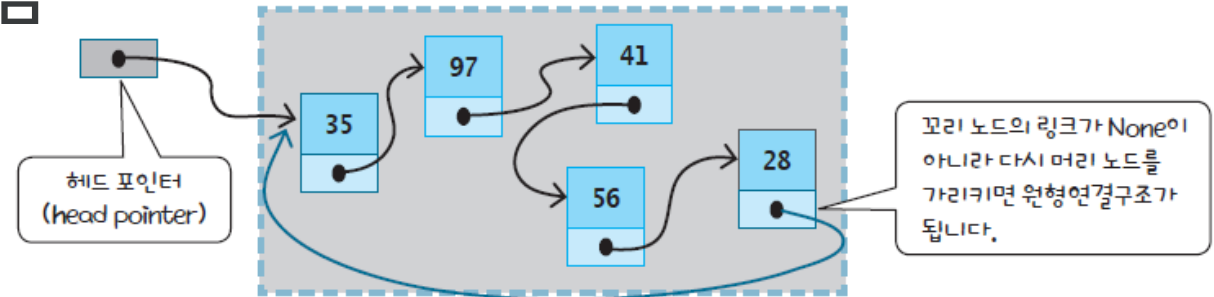 헤드 포인터
(head pointer)
35
97
41
56
28
꼬리 노드의 링크가 None이
아니라 다시 머리 노드를
가리키면 원형연결구조가
됩니다.